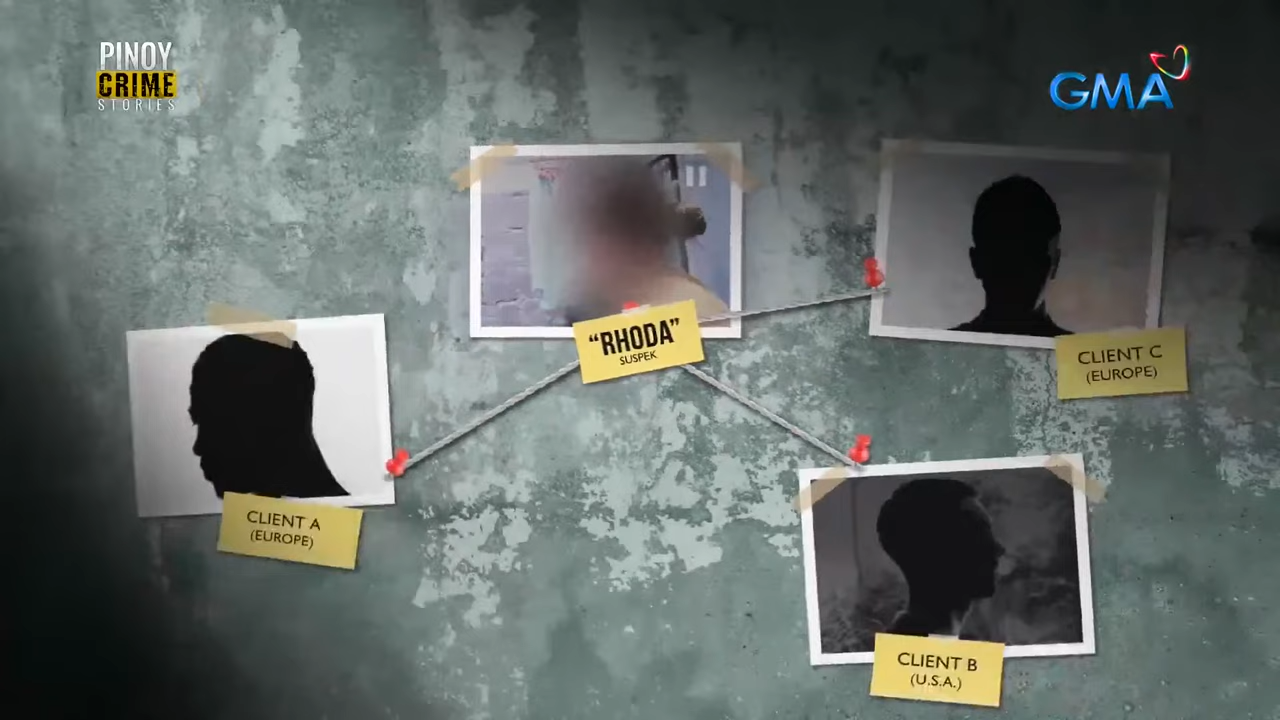 PINOY
CRIME
STORIES
GMA
"RHODA"
SUSPEK
CLIENT C
(EUROPE)
CLIENT A
(EUROPE)
CLIENT B
(U.S.A.)